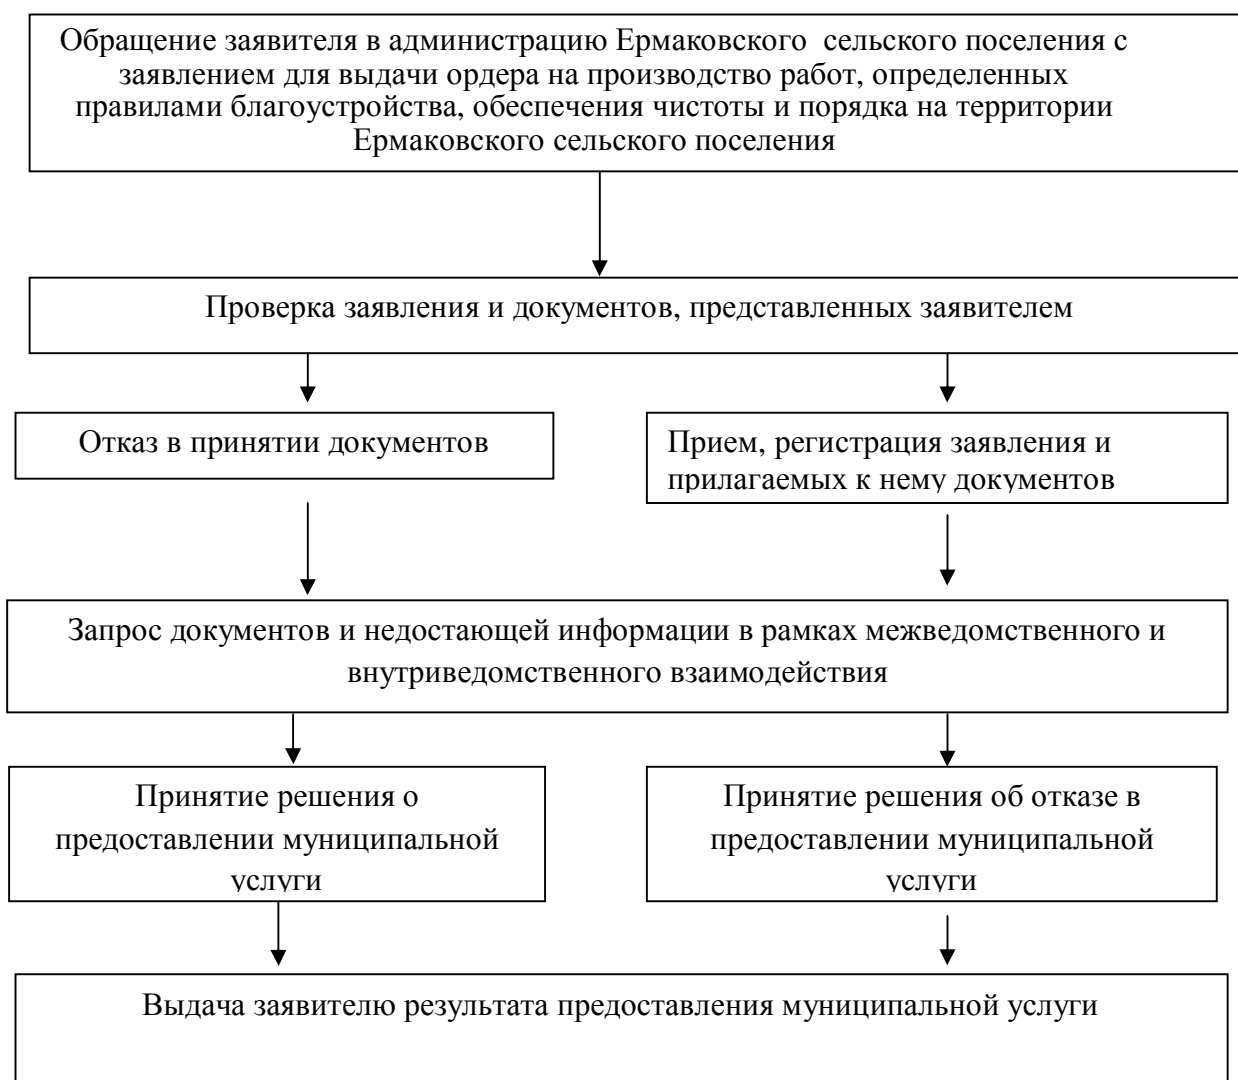 Обращение заявителя в администрацию Ермаковского  сельского поселения с
заявлением для выдачи ордера на производство работ, определенных
правилами благоустройства, обеспечения чистоты и порядка на территории
Ермаковского сельского поселения
Проверка заявления и документов, представленных заявителем
Отказ в принятии документов
Прием, регистрация заявления и
прилагаемых к нему документов
Запрос документов и недостающей информации в рамках межведомственного и
внутриведомственного взаимодействия
Принятие решения о
предоставлении муниципальной
услуги
Принятие решения об отказе в
предоставлении муниципальной
услуги
Выдача заявителю результата предоставления муниципальной услуги